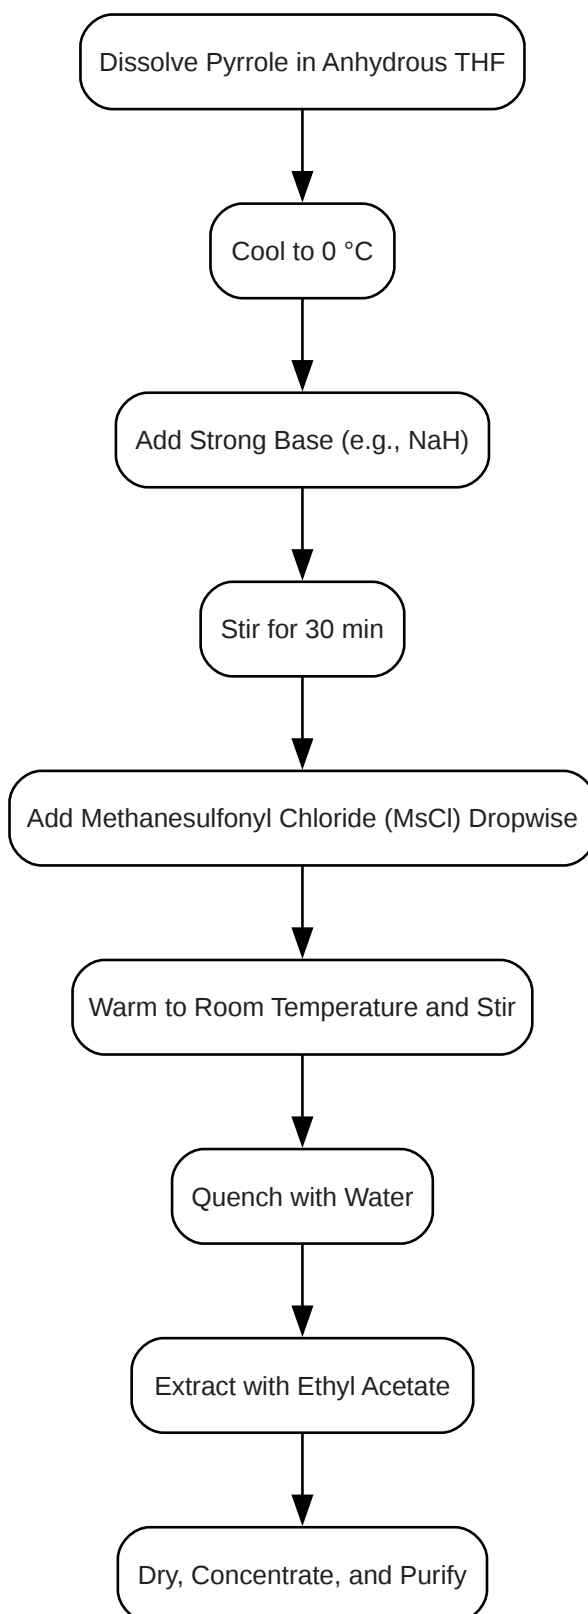 Dissolve Pyrrole in Anhydrous THF
Cool to 0 °C
Add Strong Base (e.g., NaH)
Stir for 30 min
Add Methanesulfonyl Chloride (MsCl) Dropwise
Warm to Room Temperature and Stir
Quench with Water
Extract with Ethyl Acetate
Dry, Concentrate, and Purify